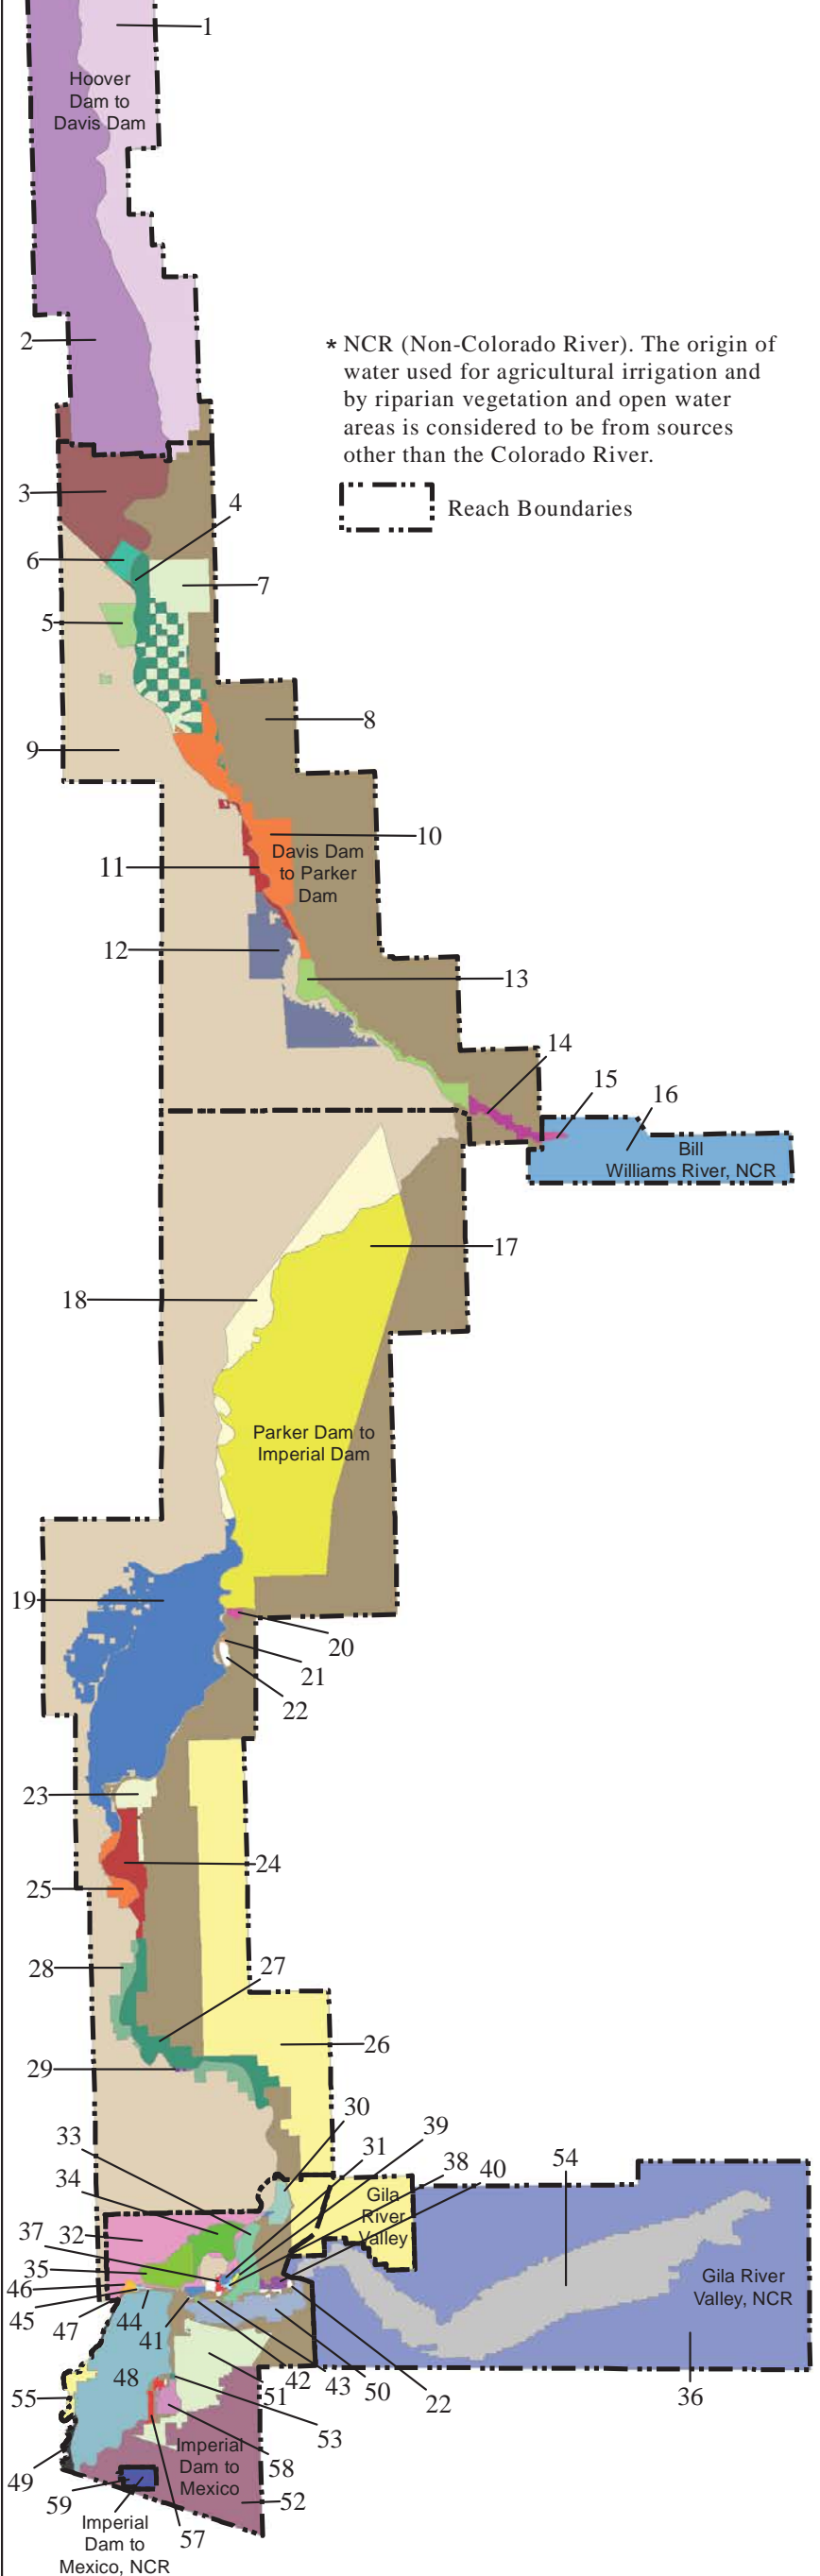 1
Hoover
Dam to
Davis Dam
2
* NCR (Non-Colorado River). The origin of
water used for agricultural irrigation and
by riparian vegetation and open water
areas is considered to be from sources
other than the Colorado River.
Reach Boundaries
3
4
6
7
5
8
9
10
Davis Dam
to Parker
Dam
11
12
13
14
15
16
Bill
Williams River, NCR
17
18
Parker Dam to
Imperial Dam
19
20
21
22
23
24
25
27
28
26
29
30
39
33
31
38
40
54
34
Gila
River
Valley
37
32
35
Gila River
Valley, NCR
46
45
47
44
41
48
42
43
50
22
36
51
55
53
58
Imperial
Dam to
Mexico
49
59
52
57
Imperial
Dam to
Mexico, NCR